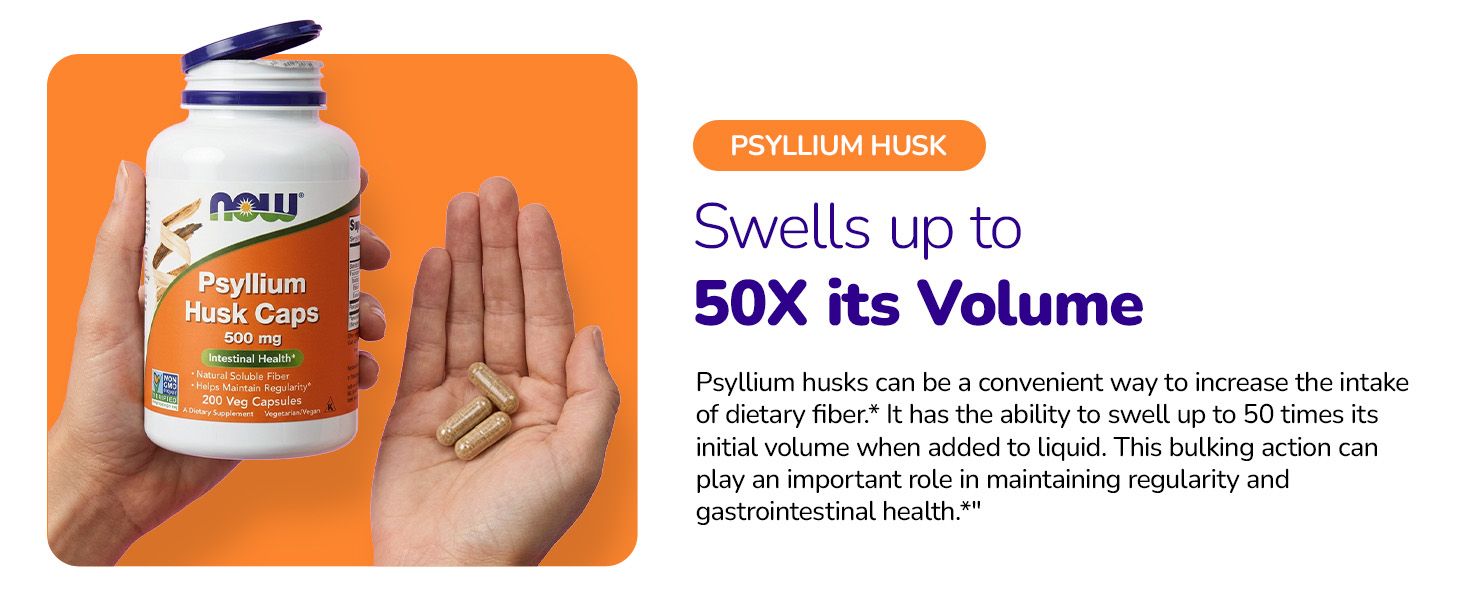 now®
Psyllium
Husk Caps
500 mg
Intestinal Health*
• Natural Soluble Fiber
• Helps Maintain Regularity*
200 Veg Capsules
A Dietary Supplement Vegetarian/Vegan
NON
GMO
VERIFIED
PSYLLIUM HUSK
Swells up to
50X its Volume
Psyllium husks can be a convenient way to increase the intake
of dietary fiber.* It has the ability to swell up to 50 times its
initial volume when added to liquid. This bulking action can
play an important role in maintaining regularity and
gastrointestinal health.*"